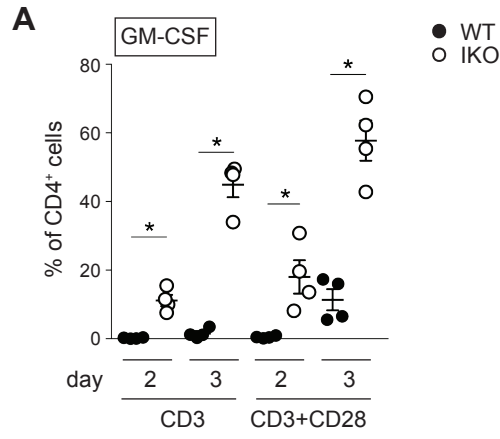 A
GM-CSF
WT
IKO
% of CD4⁺ cells
80
60
40
20
0
* * * *
day 2 3 2 3
CD3 CD3+CD28